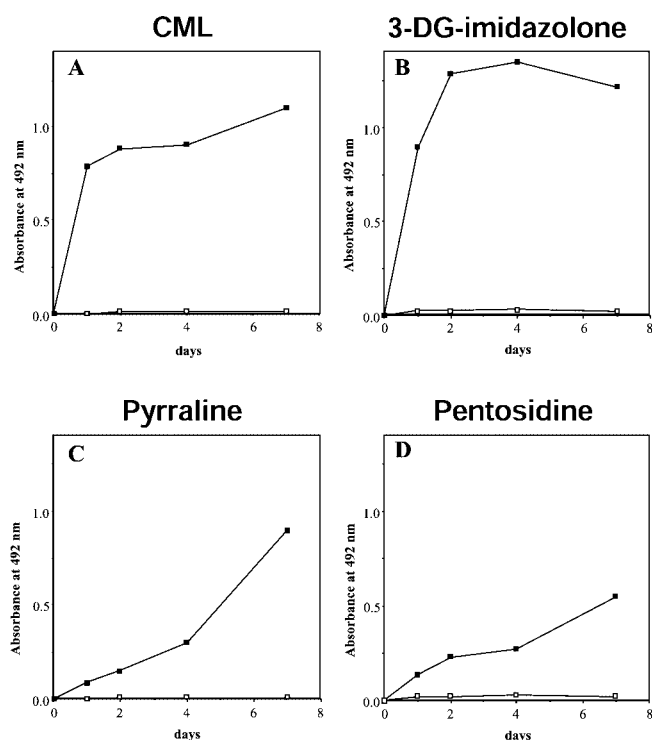 CML
A
Absorbance at 492 nm
1.0
0.5
0.0
0 2 4 6 8
days
3-DG-imidazolone
B
Absorbance at 492 nm
1.0
0.5
0.0
0 2 4 6 8
days
Pyrraline
C
Absorbance at 492 nm
1.0
0.5
0.0
0 2 4 6 8
days
Pentosidine
D
Absorbance at 492 nm
1.0
0.5
0.0
0 2 4 6 8
days